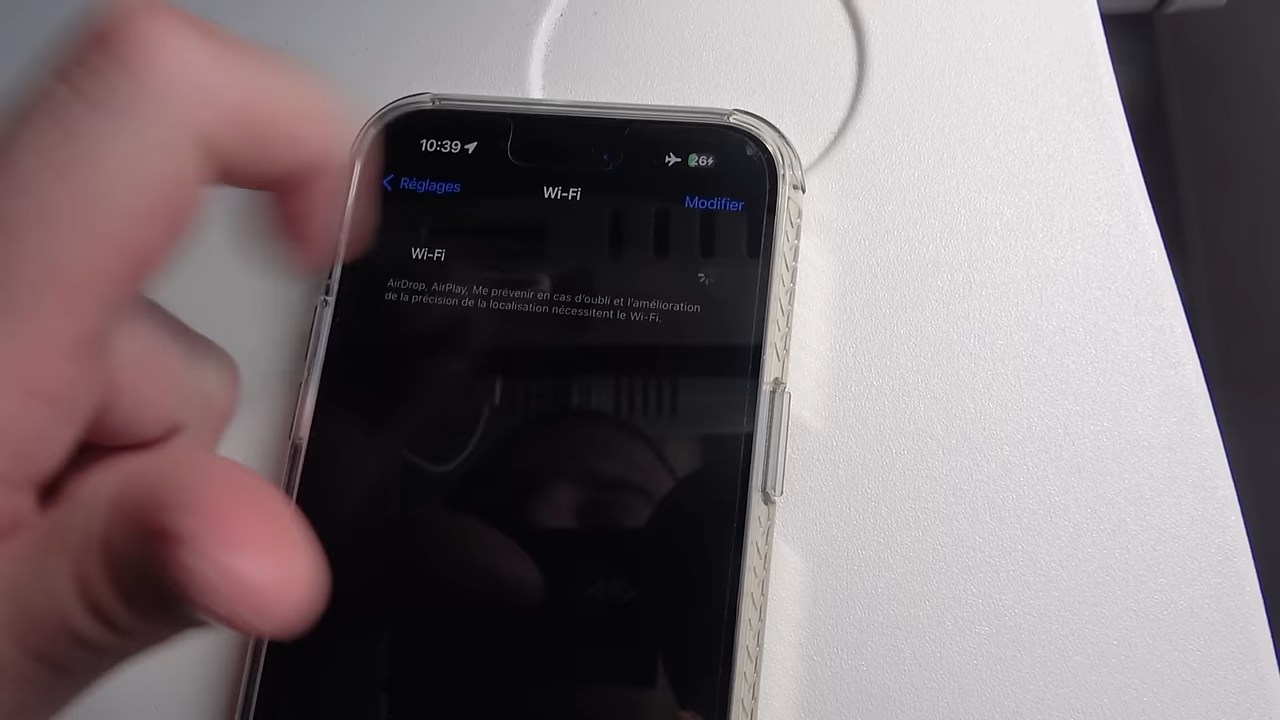 10:39
26
Réglages
Wi-Fi
Modifier
Wi-Fi
AirDrop, AirPlay, Me prévenir en cas d'oubli et l'amélioration
de la précision de la localisation nécessitent le Wi-Fi.